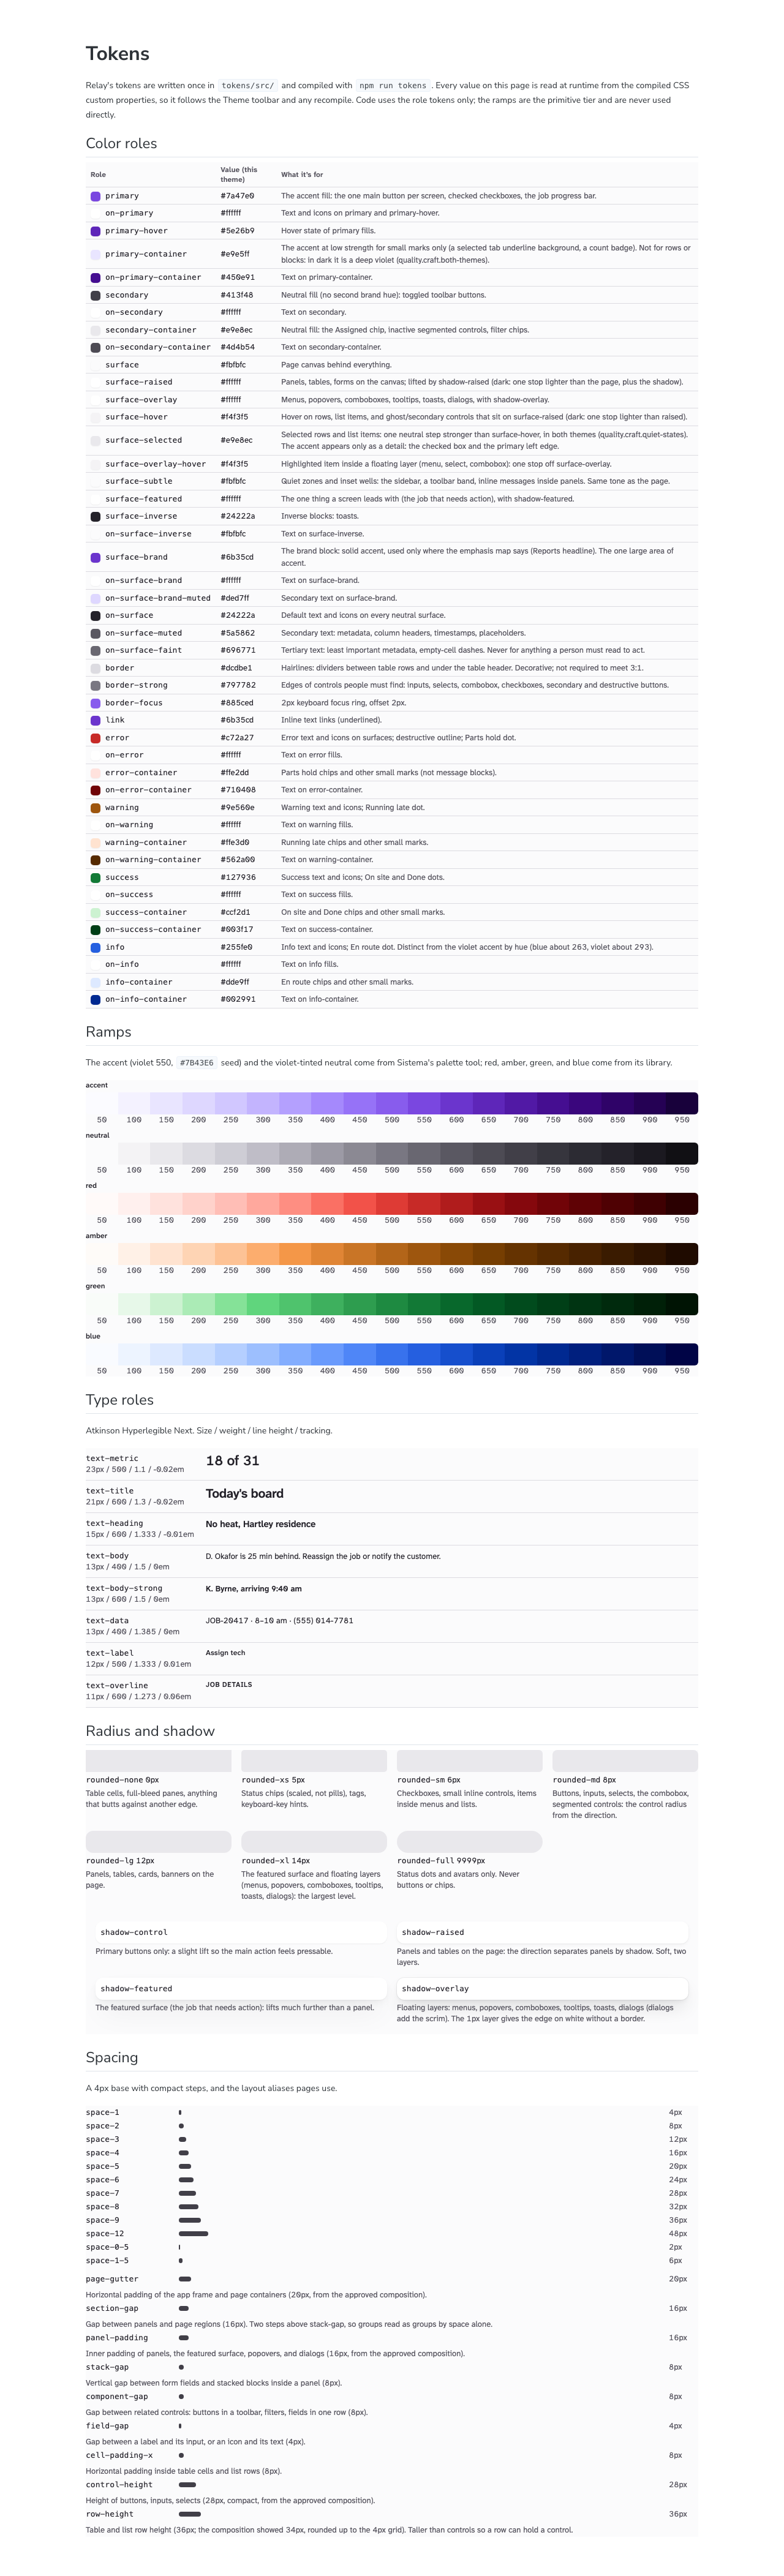 Tokens
Relay's tokens are written once in tokens/src/ and compiled with npm run tokens. Every value on this page is read at runtime from the compiled CSS
custom properties, so it follows the Theme toolbar and any recompile. Code uses the role tokens only; the ramps are the primitive tier and are never used
directly.
Color roles
Role Value (this theme) What it's for
primary #7a47e0 The accent fill: the one main button per screen, checked checkboxes, the job progress bar.
on-primary #ffffff Text and icons on primary and primary-hover.
primary-hover #5e26b9 Hover state of primary fills.
primary-container #e9e5ff The accent at low strength for small marks only (a selected tab underline background, a count badge). Not for rows or
blocks: in dark it is a deep violet (quality.craft.both-themes).
on-primary-container #450e91 Text on primary-container.
secondary #413f48 Neutral fill (no second brand hue): toggled toolbar buttons.
on-secondary #ffffff Text on secondary.
secondary-container #e9e8ec Neutral fill: the Assigned chip, inactive segmented controls, filter chips.
on-secondary-container #4d4b54 Text on secondary-container.
surface #fbfbfc Page canvas behind everything.
surface-raised #ffffff Panels, tables, forms on the canvas; lifted by shadow-raised (dark: one stop lighter than the page, plus the shadow).
surface-overlay #ffffff Menus, popovers, comboboxes, tooltips, toasts, dialogs, with shadow-overlay.
surface-hover #f4f3f5 Hover on rows, list items, and ghost/secondary controls that sit on surface-raised (dark: one stop lighter than raised).
surface-selected #e9e8ec Selected rows and list items: one neutral step stronger than surface-hover, in both themes (quality.craft.quiet-states).
The accent appears only as a detail: the checked box and the primary left edge.
surface-overlay-hover #f4f3f5 Highlighted item inside a floating layer (menu, select, combobox): one stop off surface-overlay.
surface-subtle #fbfbfc Quiet zones and inset wells: the sidebar, a toolbar band, inline messages inside panels. Same tone as the page.
surface-featured #ffffff The one thing a screen leads with (the job that needs action), with shadow-featured.
surface-inverse #24222a Inverse blocks: toasts.
on-surface-inverse #fbfbfc Text on surface-inverse.
surface-brand #6b35cd The brand block: solid accent, used only where the emphasis map says (Reports headline). The one large area of
accent.
on-surface-brand #ffffff Text on surface-brand.
on-surface-brand-muted #ded7ff Secondary text on surface-brand.
on-surface #24222a Default text and icons on every neutral surface.
on-surface-muted #5a5862 Secondary text: metadata, column headers, timestamps, placeholders.
on-surface-faint #696771 Tertiary text: least important metadata, empty-cell dashes. Never for anything a person must read to act.
border #dcdbe1 Hairlines: dividers between table rows and under the table header. Decorative; not required to meet 3:1.
border-strong #797782 Edges of controls people must find: inputs, selects, combobox, checkboxes, secondary and destructive buttons.
border-focus #885ced 2px keyboard focus ring, offset 2px.
link #6b35cd Inline text links (underlined).
error #c72a27 Error text and icons on surfaces; destructive outline; Parts hold dot.
on-error #ffffff Text on error fills.
error-container #ffe2dd Parts hold chips and other small marks (not message blocks).
on-error-container #710408 Text on error-container.
warning #9e560e Warning text and icons; Running late dot.
on-warning #ffffff Text on warning fills.
warning-container #ffe3d0 Running late chips and other small marks.
on-warning-container #562a00 Text on warning-container.
success #127936 Success text and icons; On site and Done dots.
on-success #ffffff Text on success fills.
success-container #ccf2d1 On site and Done chips and other small marks.
on-success-container #003f17 Text on success-container.
info #255fe0 Info text and icons; En route dot. Distinct from the violet accent by hue (blue about 263, violet about 293).
on-info #ffffff Text on info fills.
info-container #dde9ff En route chips and other small marks.
on-info-container #002991 Text on info-container.
Ramps
The accent (violet 550, #7B43E6 seed) and the violet-tinted neutral come from Sistema's palette tool; red, amber, green, and blue come from its library.
accent
50 100 150 200 250 300 350 400 450 500 550 600 650 700 750 800 850 900 950
neutral
50 100 150 200 250 300 350 400 450 500 550 600 650 700 750 800 850 900 950
red
50 100 150 200 250 300 350 400 450 500 550 600 650 700 750 800 850 900 950
amber
50 100 150 200 250 300 350 400 450 500 550 600 650 700 750 800 850 900 950
green
50 100 150 200 250 300 350 400 450 500 550 600 650 700 750 800 850 900 950
blue
50 100 150 200 250 300 350 400 450 500 550 600 650 700 750 800 850 900 950
Type roles
Atkinson Hyperlegible Next. Size / weight / line height / tracking.
text-metric 18 of 31
23px / 500 / 1.1 / -0.02em
text-title Today's board
21px / 600 / 1.3 / -0.02em
text-heading No heat, Hartley residence
15px / 600 / 1.333 / -0.01em
text-body D. Okafor is 25 min behind. Reassign the job or notify the customer.
13px / 400 / 1.5 / 0em
text-body-strong K. Byrne, arriving 9:40 am
13px / 600 / 1.5 / 0em
text-data JOB-20417 · 8–10 am · (555) 014-7781
13px / 400 / 1.385 / 0em
text-label Assign tech
12px / 500 / 1.333 / 0.01em
text-overline JOB DETAILS
11px / 600 / 1.273 / 0.06em
Radius and shadow
rounded-none 0px
Table cells, full-bleed panes, anything
that butts against another edge.
rounded-xs 5px
Status chips (scaled, not pills), tags,
keyboard-key hints.
rounded-sm 6px
Checkboxes, small inline controls, items
inside menus and lists.
rounded-md 8px
Buttons, inputs, selects, the combobox,
segmented controls: the control radius
from the direction.
rounded-lg 12px
Panels, tables, cards, banners on the
page.
rounded-xl 14px
The featured surface and floating layers
(menus, popovers, comboboxes, tooltips,
toasts, dialogs): the largest level.
rounded-full 9999px
Status dots and avatars only. Never
buttons or chips.
shadow-control
Primary buttons only: a slight lift so the main action feels pressable.
shadow-raised
Panels and tables on the page: the direction separates panels by shadow. Soft, two
layers.
shadow-featured
The featured surface (the job that needs action): lifts much further than a panel.
shadow-overlay
Floating layers: menus, popovers, comboboxes, tooltips, toasts, dialogs (dialogs
add the scrim). The 1px layer gives the edge on white without a border.
Spacing
A 4px base with compact steps, and the layout aliases pages use.
space-1 4px
space-2 8px
space-3 12px
space-4 16px
space-5 20px
space-6 24px
space-7 28px
space-8 32px
space-9 36px
space-12 48px
space-0-5 2px
space-1-5 6px
page-gutter 20px
Horizontal padding of the app frame and page containers (20px, from the approved composition).
section-gap 16px
Gap between panels and page regions (16px). Two steps above stack-gap, so groups read as groups by space alone.
panel-padding 16px
Inner padding of panels, the featured surface, popovers, and dialogs (16px, from the approved composition).
stack-gap 8px
Vertical gap between form fields and stacked blocks inside a panel (8px).
component-gap 8px
Gap between related controls: buttons in a toolbar, filters, fields in one row (8px).
field-gap 4px
Gap between a label and its input, or an icon and its text (4px).
cell-padding-x 8px
Horizontal padding inside table cells and list rows (8px).
control-height 28px
Height of buttons, inputs, selects (28px, compact, from the approved composition).
row-height 36px
Table and list row height (36px; the composition showed 34px, rounded up to the 4px grid). Taller than controls so a row can hold a control.